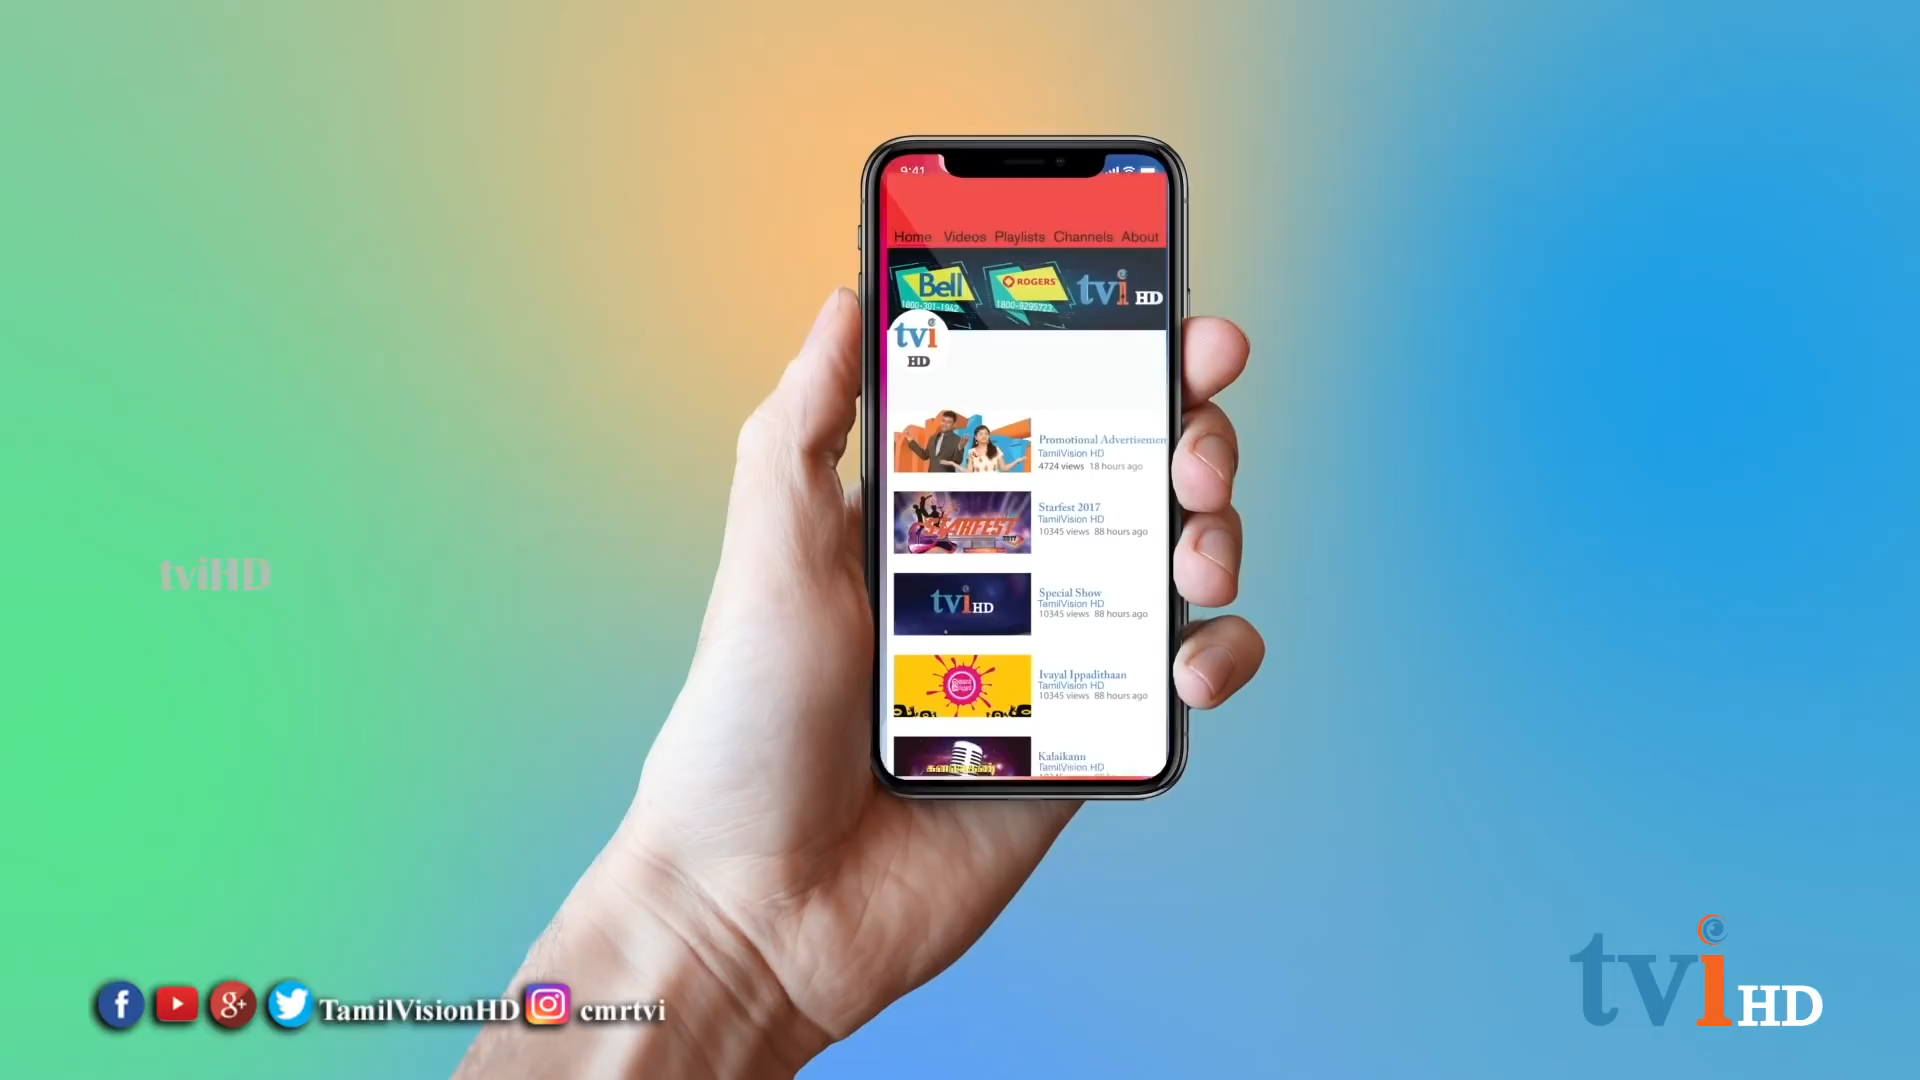 9:41
Home Videos Playlists Channels About
Bell
1800-301-1942
ROGERS
1800-9295723
tvi HD
tvi
HD
Promotional Advertisemen
TamilVision HD
4724 views 18 hours ago
STARFEST
2017
Starfest 2017
TamilVision HD
10345 views 88 hours ago
tvi HD
Special Show
TamilVision HD
10345 views 88 hours ago
Ivayal Ippadithaan
TamilVision HD
10345 views 88 hours ago
Kalaikann
TamilVision HD
tviHD
f
g+
TamilVisionHD
cmrtvi
tvi HD